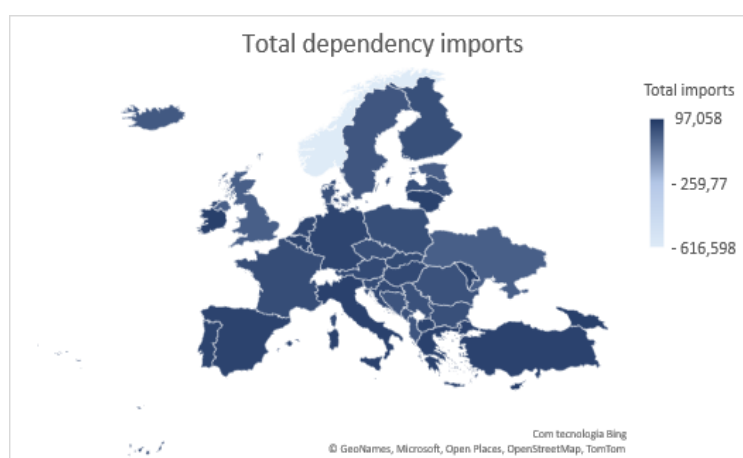 Total dependency imports
Total imports
97,058
- 259,77
- 616,598
Com tecnologia Bing
© GeoNames, Microsoft, Open Places, OpenStreetMap, TomTom